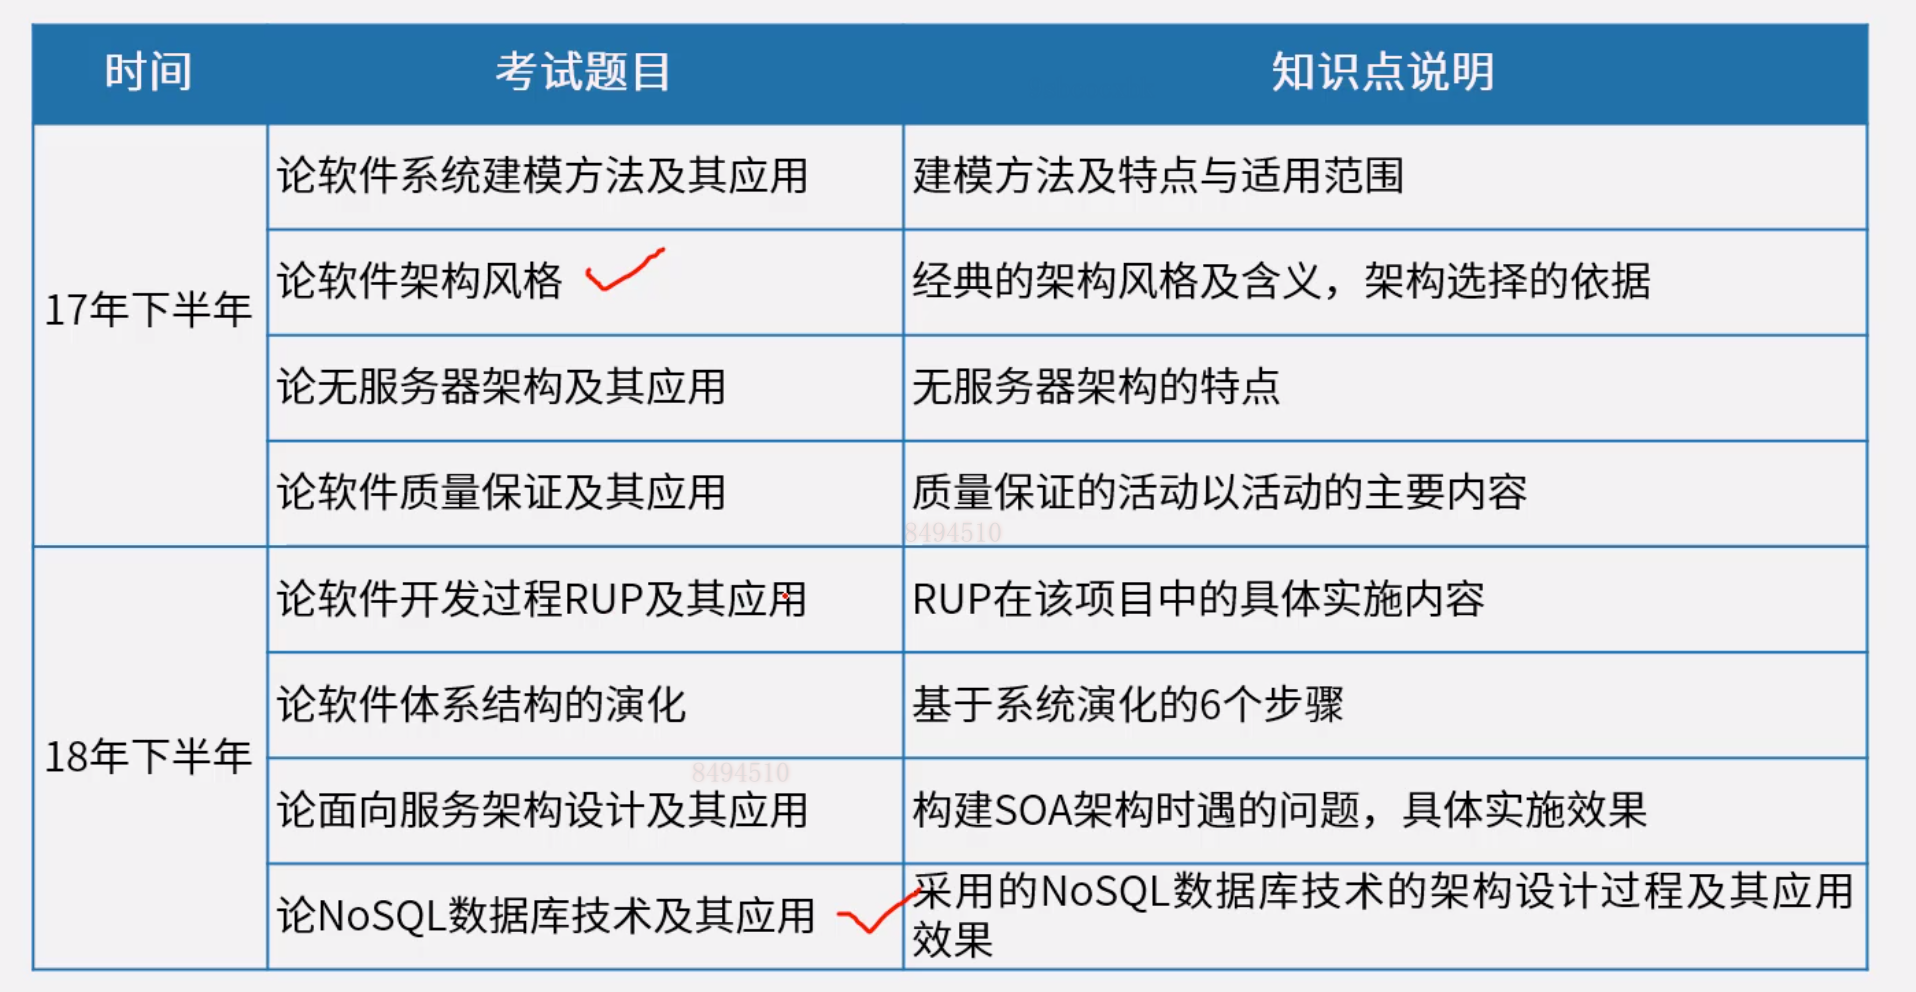 时间 考试题目 知识点说明
论软件系统建模方法及其应用 建模方法及特点与适用范围
论软件架构风格 经典的架构风格及含义，架构选择的依据
17年下半年
论无服务器架构及其应用 无服务器架构的特点
论软件质量保证及其应用 质量保证的活动以活动的主要内容
8494510
论软件开发过程RUP及其应用 RUP在该项目中的具体实施内容
论软件体系结构的演化 基于系统演化的6个步骤
18年下半年
8494510
论面向服务架构设计及其应用 构建SOA架构时遇的问题，具体实施效果
论NoSQL数据库技术及其应用 采用的NoSQL数据库技术的架构设计过程及其应用
效果